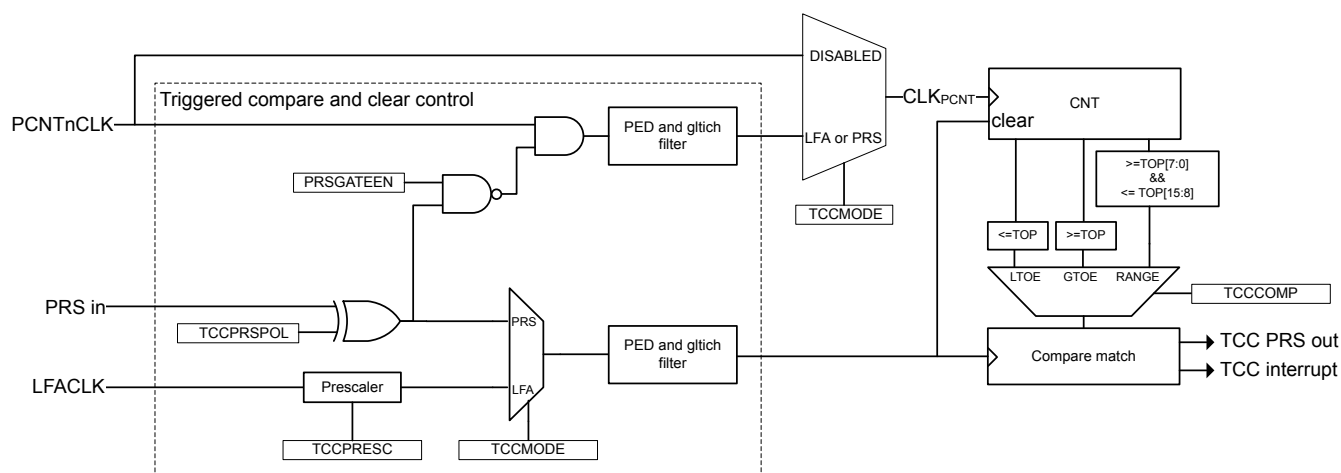 DISABLED
Triggered compare and clear control
PCNTnCLK
PED and gltich
filter
LFA or PRS
CLKPCNT
CNT
clear
>=TOP[7:0]
&&
<= TOP[15:8]
PRSGATEEN
TCCMODE
<=TOP
>=TOP
LTOE
GTOE
RANGE
TCCCOMP
PRS in
TCCPRSPOL
PRS
PED and gltich
filter
Compare match
TCC PRS out
TCC interrupt
LFACLK
Prescaler
LFA
TCCPRESC
TCCMODE